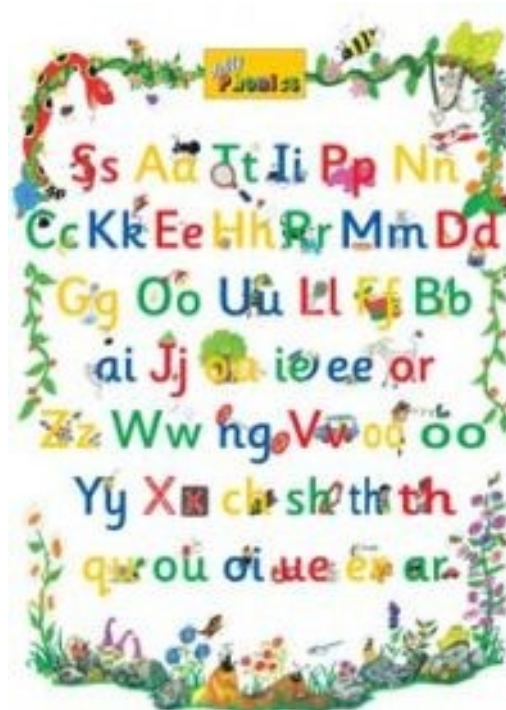 Jolly Phonics
Ss Aa Tt Ii Pp Nn
Cc Kk Ee Hh Rr Mm Dd
Gg Oo Uu Ll Ff Bb
ai Jj oa ie ee or
Zz Ww ng Vv oo oo
Yy Xx ch sh th th
qu ou oi ue er ar